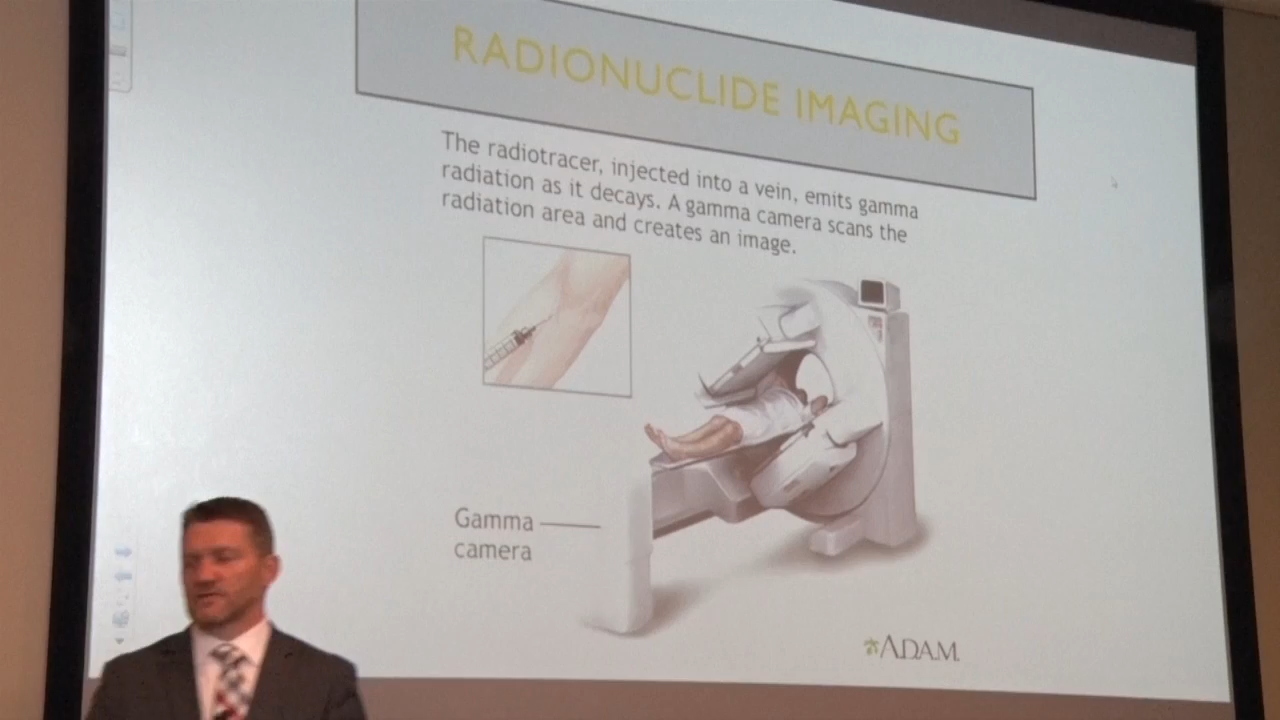 RADIONUCLIDE IMAGING
The radiotracer, injected into a vein, emits gamma
radiation as it decays. A gamma camera scans the
radiation area and creates an image.
Gamma
camera
ADAM